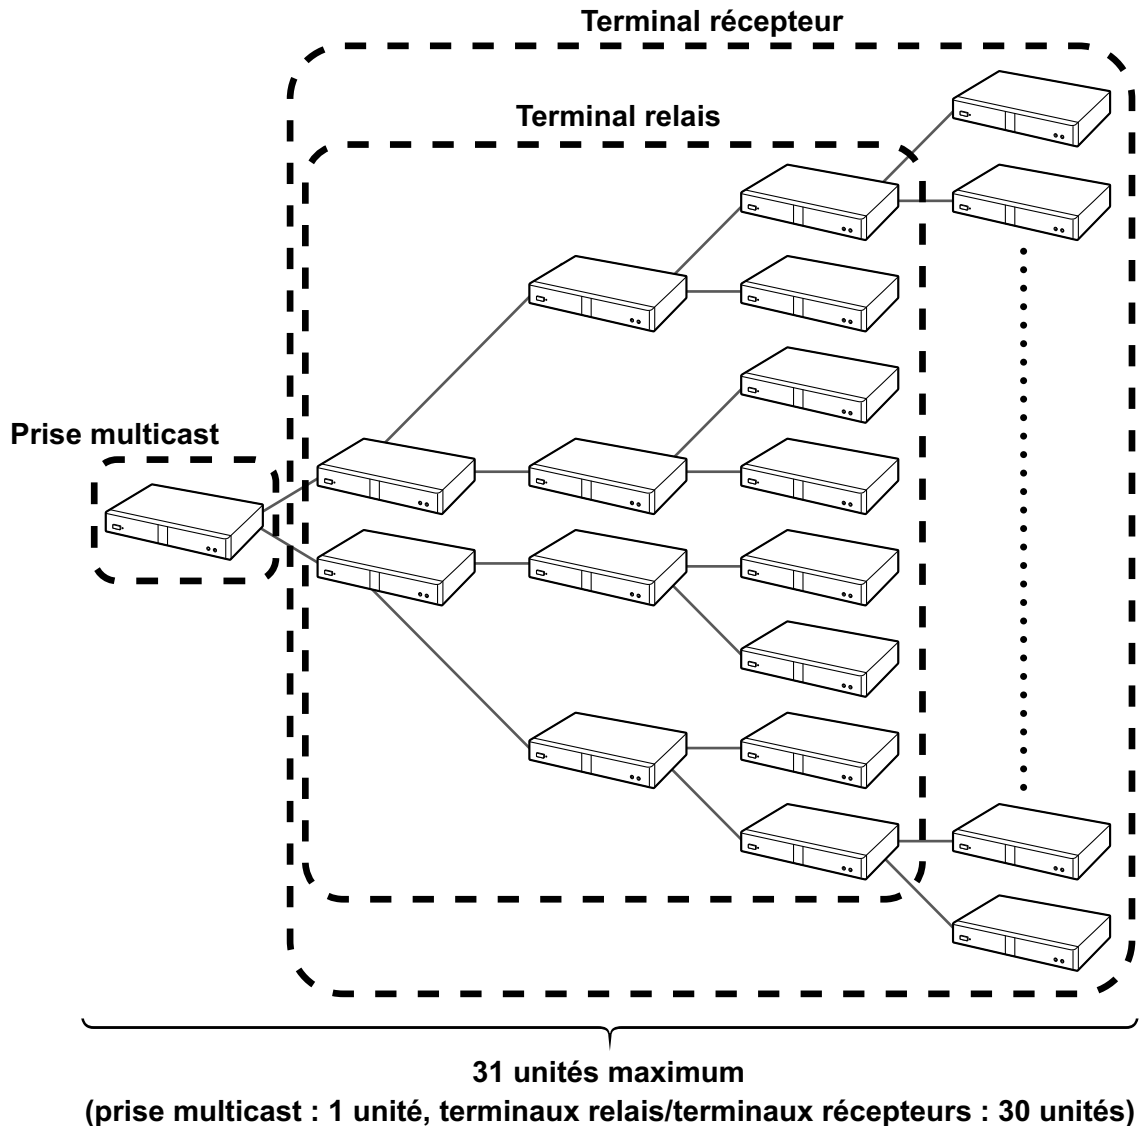 Terminal récepteur
Terminal relais
Prise multicast
31 unités maximum
(prise multicast : 1 unité, terminaux relais/terminaux récepteurs : 30 unités)